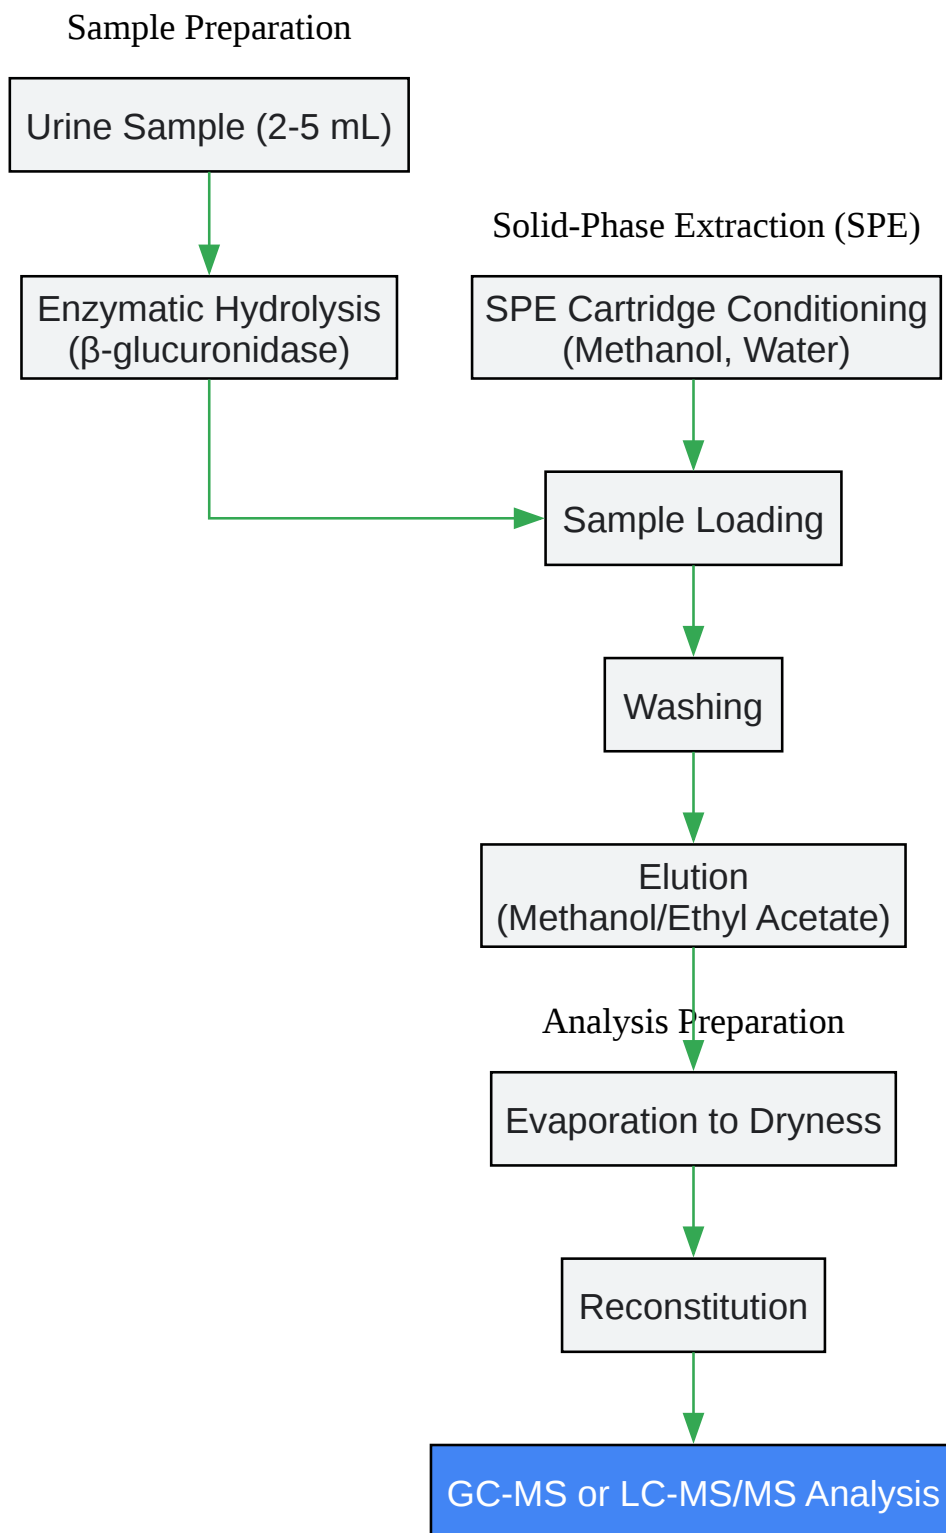 Sample Preparation
Urine Sample (2-5 mL)
Enzymatic Hydrolysis
(β-glucuronidase)
Solid-Phase Extraction (SPE)
SPE Cartridge Conditioning
(Methanol, Water)
Sample Loading
Washing
Elution
(Methanol/Ethyl Acetate)
Analysis Preparation
Evaporation to Dryness
Reconstitution
GC-MS or LC-MS/MS Analysis